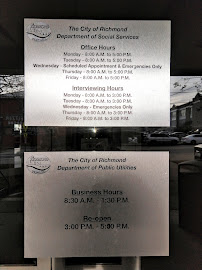 The City of Richmond
Department of Social Services
Office Hours
Monday - 8:00 A.M. to 5:00 P.M.
Tuesday - 8:00 A.M. to 5:00 P.M.
Wednesday - Scheduled Appointment & Emergencies Only
Thursday - 8:00 A.M. to 5:00 P.M.
Friday - 8:00 A.M. to 5:00 P.M.
Interviewing Hours
Monday - 8:00 A.M. to 3:00 P.M.
Tuesday - 8:00 A.M. to 3:00 P.M.
Wednesday - Emergencies Only
Thursday - 8:00 A.M. to 3:00 P.M.
Friday - 8:00 A.M. to 3:00 P.M.
The City of Richmond
Department of Public Utilities
Business Hours
8:30 A.M. - 1:30 P.M.
Re-open
3:00 P.M. - 5:00 P.M.